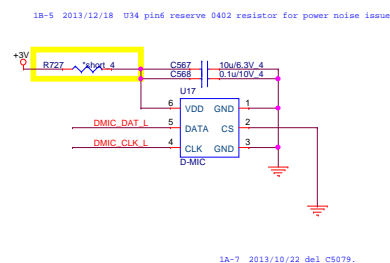 1B-5 2013/12/18 U34 pin6 reserve 0402 resistor for power noise issue
+3V
R727 *short_4 C567 10u/6.3V_4
C568 0.1u/10V_4
U17
6 VDD GND 1
DMIC_DAT_L 5 DATA CS 2
DMIC_CLK_L 4 CLK GND 3
D-MIC
1A-7 2013/10/22 del C5079.